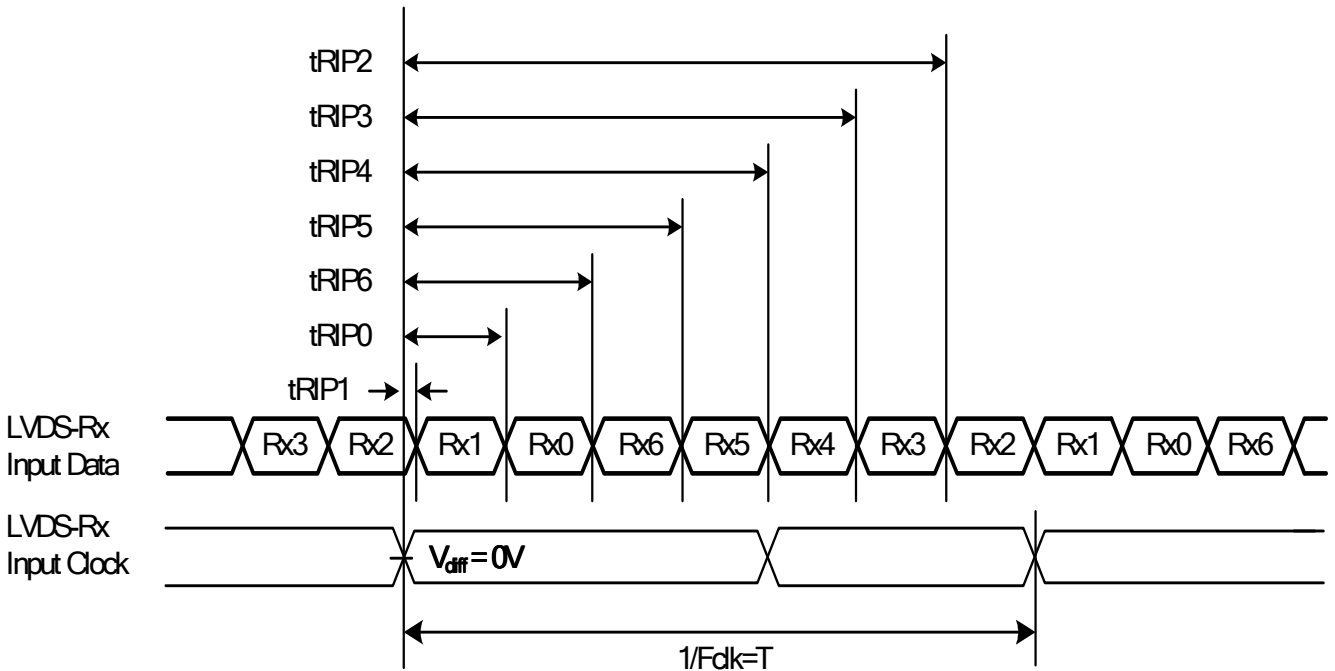 tRIP2
tRIP3
tRIP4
tRIP5
tRIP6
tRIP0
tRIP1
LVDS-Rx
Input Data
Rx3 Rx2 Rx1 Rx0 Rx6 Rx5 Rx4 Rx3 Rx2 Rx1 Rx0 Rx6
LVDS-Rx
Input Clock
Vdiff = 0V
1/Fclk=T